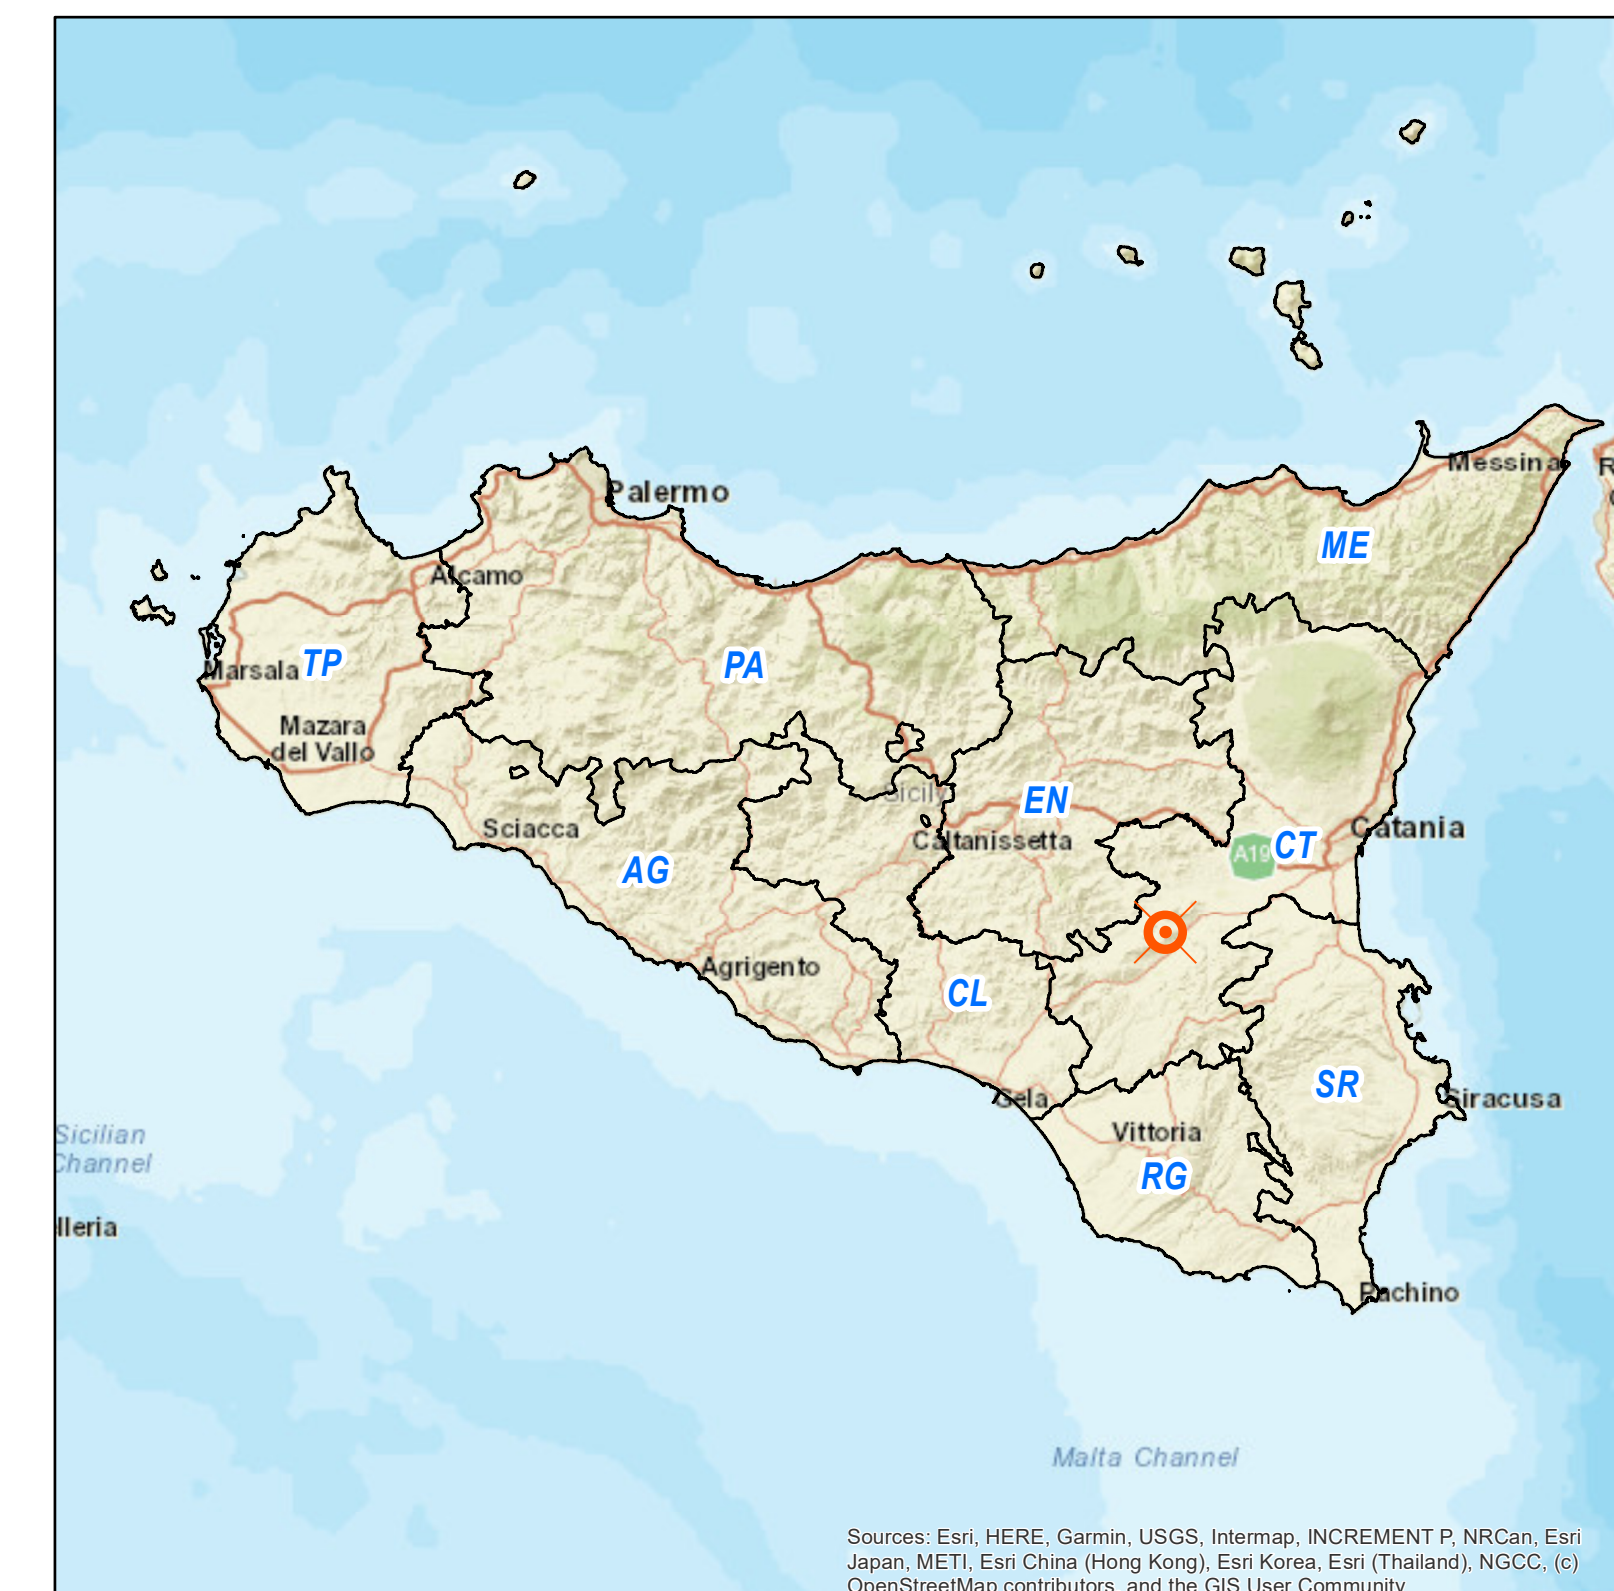 Palermo
Messina
R
ME
Alcamo
Marsala
TP
PA
Mazara
del Vallo
Sicily
EN
Sciacca
Caltanissetta
A19
CT
Catania
AG
Agrigento
CL
SR
Gela
Siracusa
Sicilian
Channel
Vittoria
RG
lleria
Pachino
Malta Channel
Sources: Esri, HERE, Garmin, USGS, Intermap, INCREMENT P, NRCan, Esri
Japan, METI, Esri China (Hong Kong), Esri Korea, Esri (Thailand), NGCC, (c)
OpenStreetMap contributors, and the GIS User Community